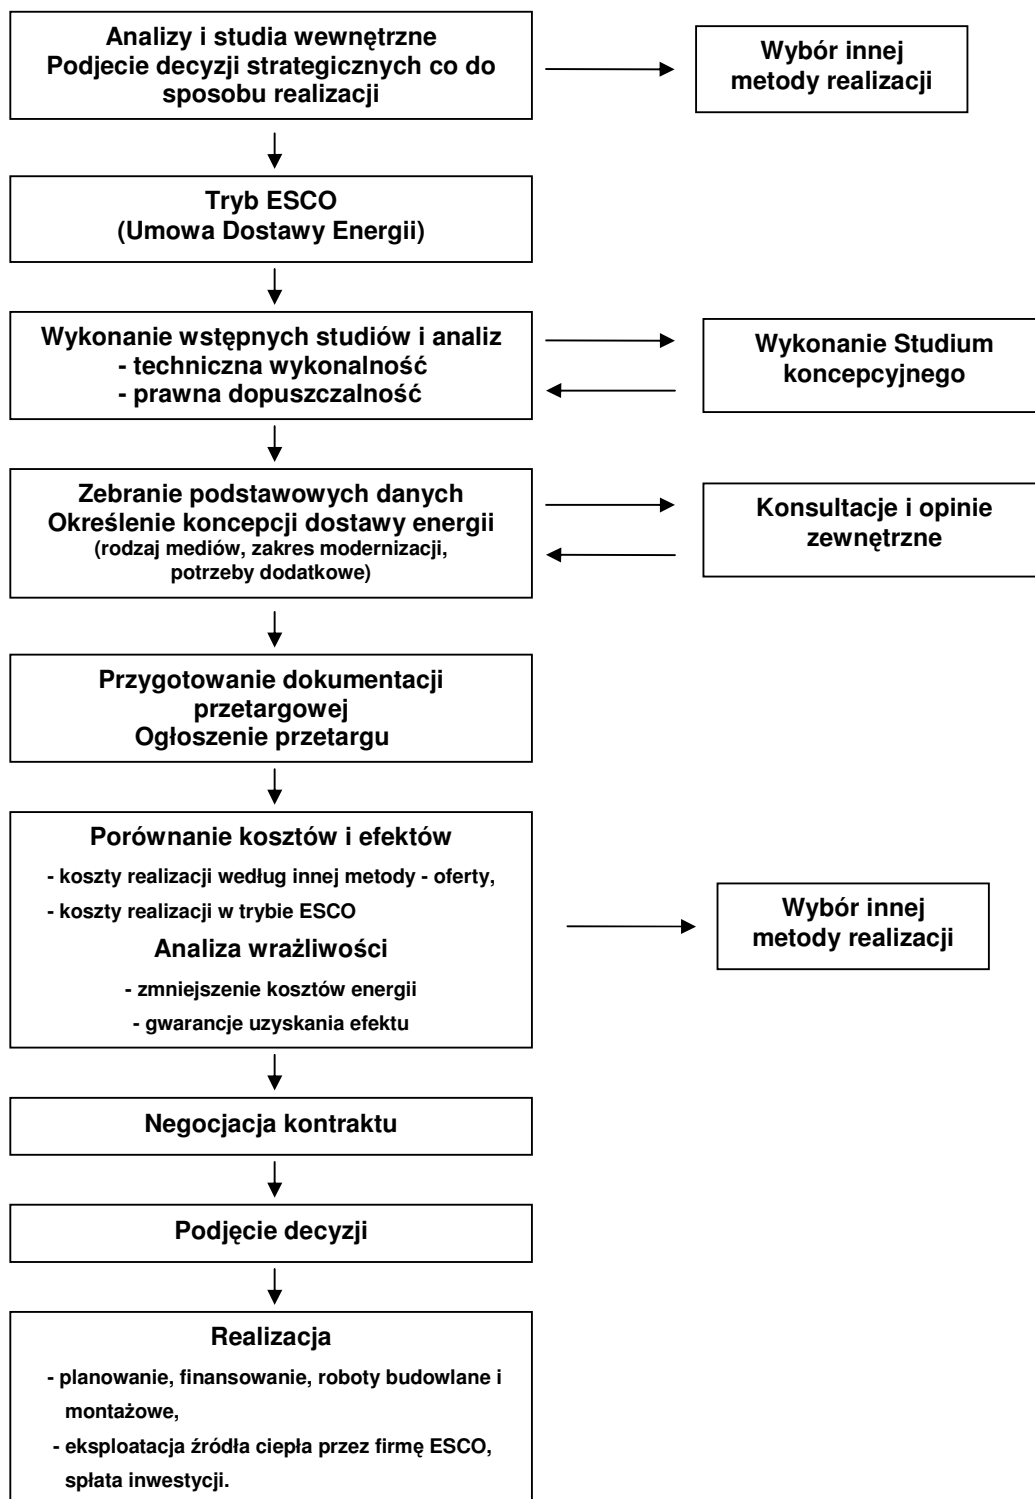 Analizy i studia wewnętrzne
Podjecie decyzji strategicznych co do
sposobu realizacji
Wybór innej
metody realizacji
Tryb ESCO
(Umowa Dostawy Energii)
Wykonanie wstępnych studiów i analiz
- techniczna wykonalność
- prawna dopuszczalność
Wykonanie Studium
koncepcyjnego
Zebranie podstawowych danych
Określenie koncepcji dostawy energii
(rodzaj mediów, zakres modernizacji,
potrzeby dodatkowe)
Konsultacje i opinie
zewnętrzne
Przygotowanie dokumentacji
przetargowej
Ogłoszenie przetargu
Porównanie kosztów i efektów
- koszty realizacji według innej metody - oferty,
- koszty realizacji w trybie ESCO
Analiza wrażliwości
- zmniejszenie kosztów energii
- gwarancje uzyskania efektu
Wybór innej
metody realizacji
Negocjacja kontraktu
Podjęcie decyzji
Realizacja
- planowanie, finansowanie, roboty budowlane i
montażowe,
- eksploatacja źródła ciepła przez firmę ESCO,
spłata inwestycji.